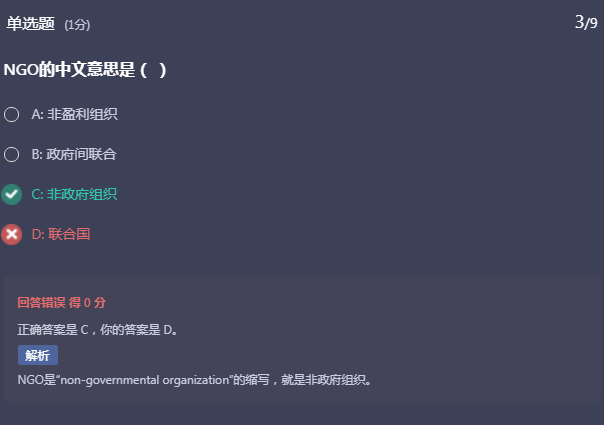 单选题 (1分) 3/9
NGO的中文意思是（ ）
A: 非盈利组织
B: 政府间联合
C: 非政府组织
D: 联合国
回答错误 得 0 分
正确答案是 C，你的答案是 D。
解析
NGO是“non-governmental organization”的缩写，就是非政府组织。